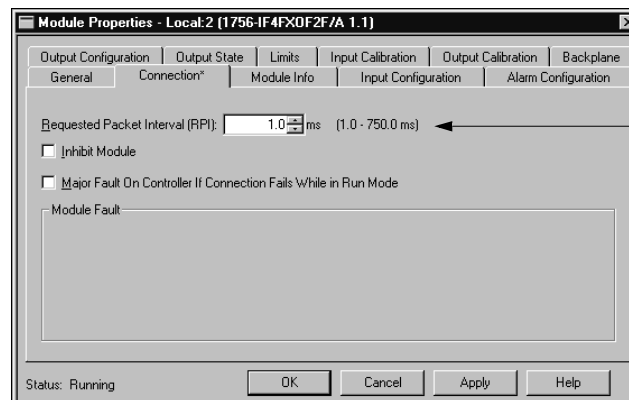 Module Properties - Local:2 (1756-IF4FXOF2F/A 1.1)
Output Configuration Output State Limits Input Calibration Output Calibration Backplane
General Connection* Module Info Input Configuration Alarm Configuration
Requested Packet Interval (RPI): 1.0 ms (1.0 - 750.0 ms)
Inhibit Module
Major Fault On Controller If Connection Fails While in Run Mode
Module Fault
Status: Running OK Cancel Apply Help